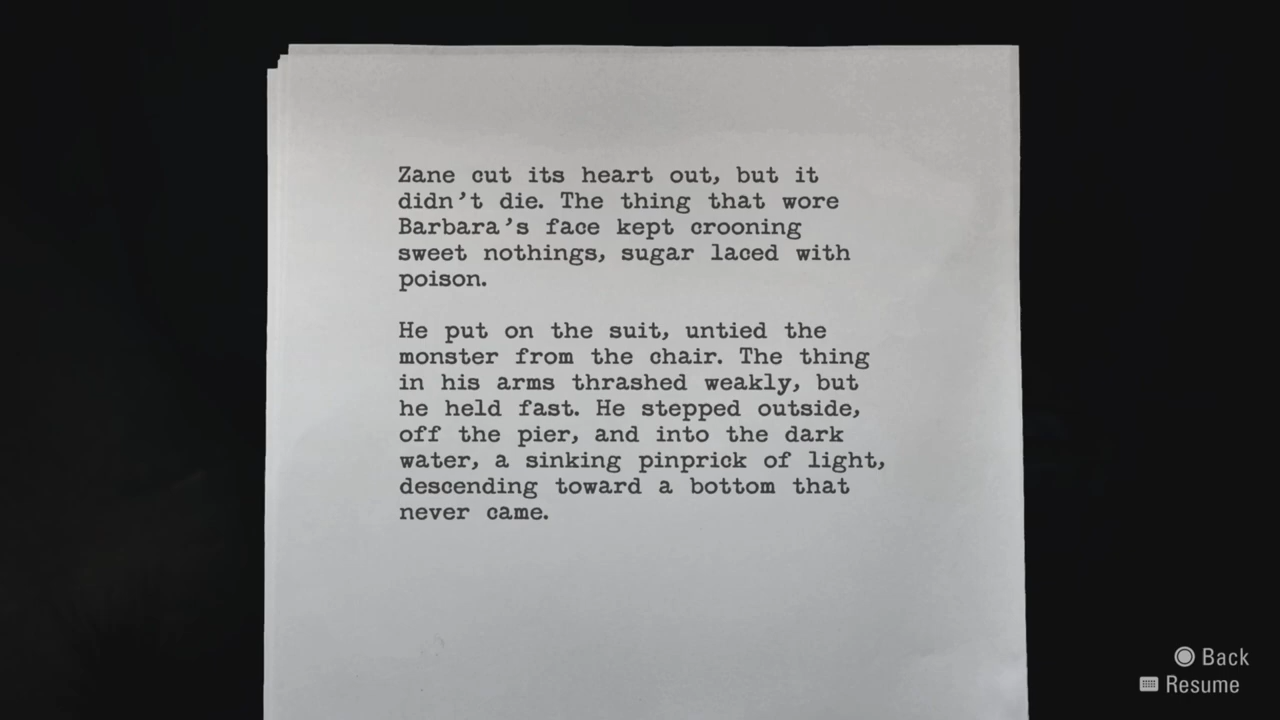 Zane cut its heart out, but it
didn’t die. The thing that wore
Barbara’s face kept crooning
sweet nothings, sugar laced with
poison.
He put on the suit, untied the
monster from the chair. The thing
in his arms thrashed weakly, but
he held fast. He stepped outside,
off the pier, and into the dark
water, a sinking pinprick of light,
descending toward a bottom that
never came.
Back
Resume